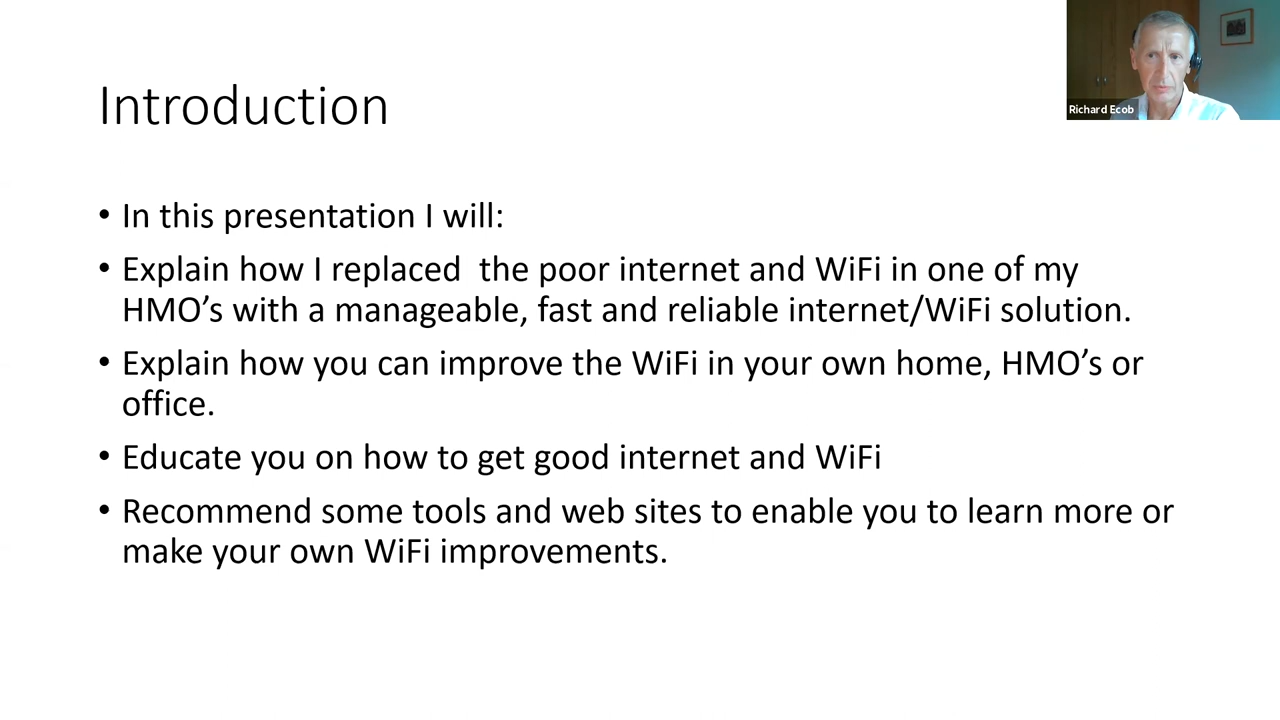 Introduction
Richard Ecob
• In this presentation I will:
• Explain how I replaced  the poor internet and WiFi in one of my
HMO’s with a manageable, fast and reliable internet/WiFi solution.
• Explain how you can improve the WiFi in your own home, HMO’s or
office.
• Educate you on how to get good internet and WiFi
• Recommend some tools and web sites to enable you to learn more or
make your own WiFi improvements.